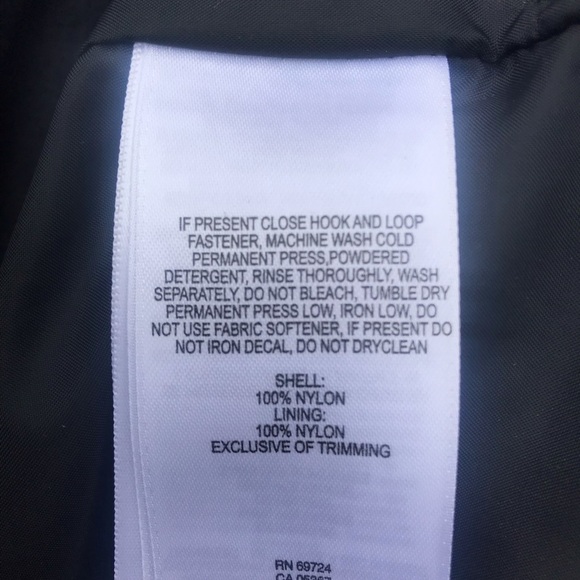 IF PRESENT CLOSE HOOK AND LOOP
FASTENER, MACHINE WASH COLD
PERMANENT PRESS,POWDERED
DETERGENT, RINSE THOROUGHLY, WASH
SEPARATELY, DO NOT BLEACH, TUMBLE DRY
PERMANENT PRESS LOW, IRON LOW, DO
NOT USE FABRIC SOFTENER, IF PRESENT DO
NOT IRON DECAL, DO NOT DRYCLEAN
SHELL:
100% NYLON
LINING:
100% NYLON
EXCLUSIVE OF TRIMMING
RN 69724
CA